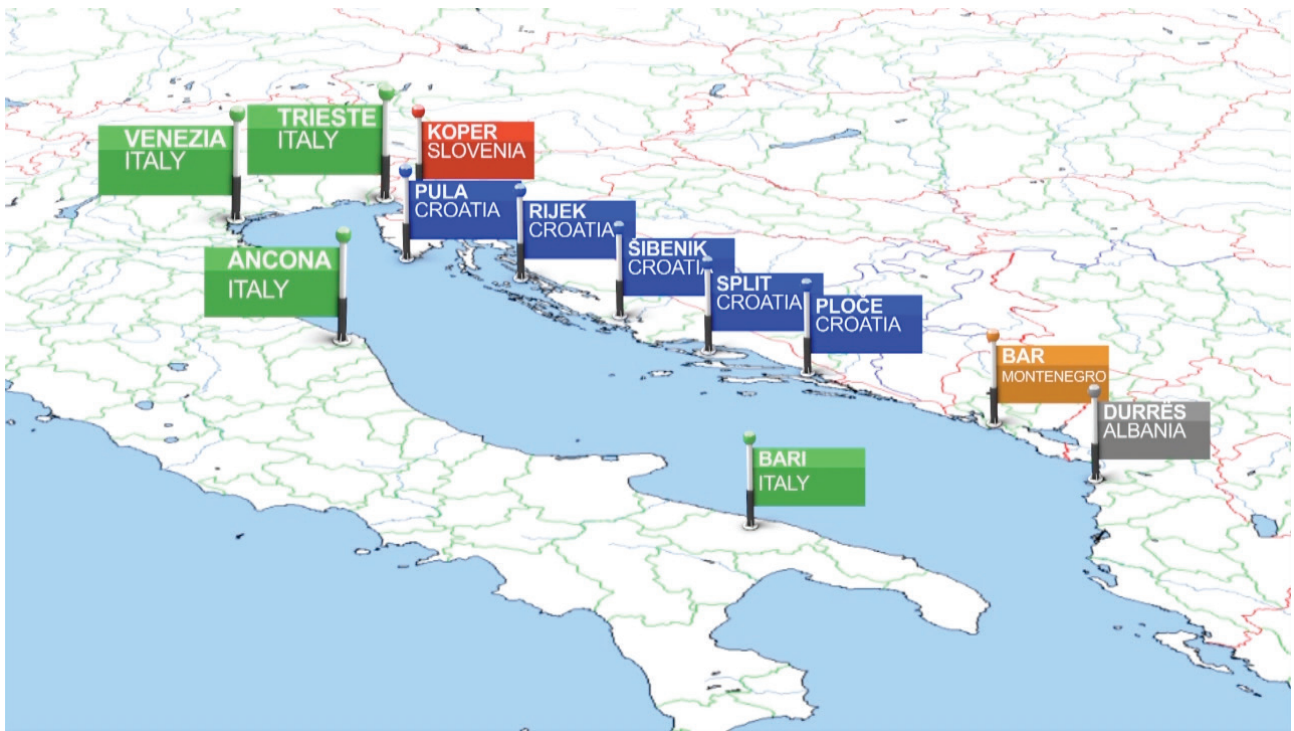 VENEZIA
ITALY
TRIESTE
ITALY
KOPER
SLOVENIA
PULA
CROATIA
RIJEK
CROATIA
ŠIBENIK
CROATIA
SPLIT
CROATIA
PLOČE
CROATIA
ANCONA
ITALY
BAR
MONTENEGRO
DURRËS
ALBANIA
BARI
ITALY